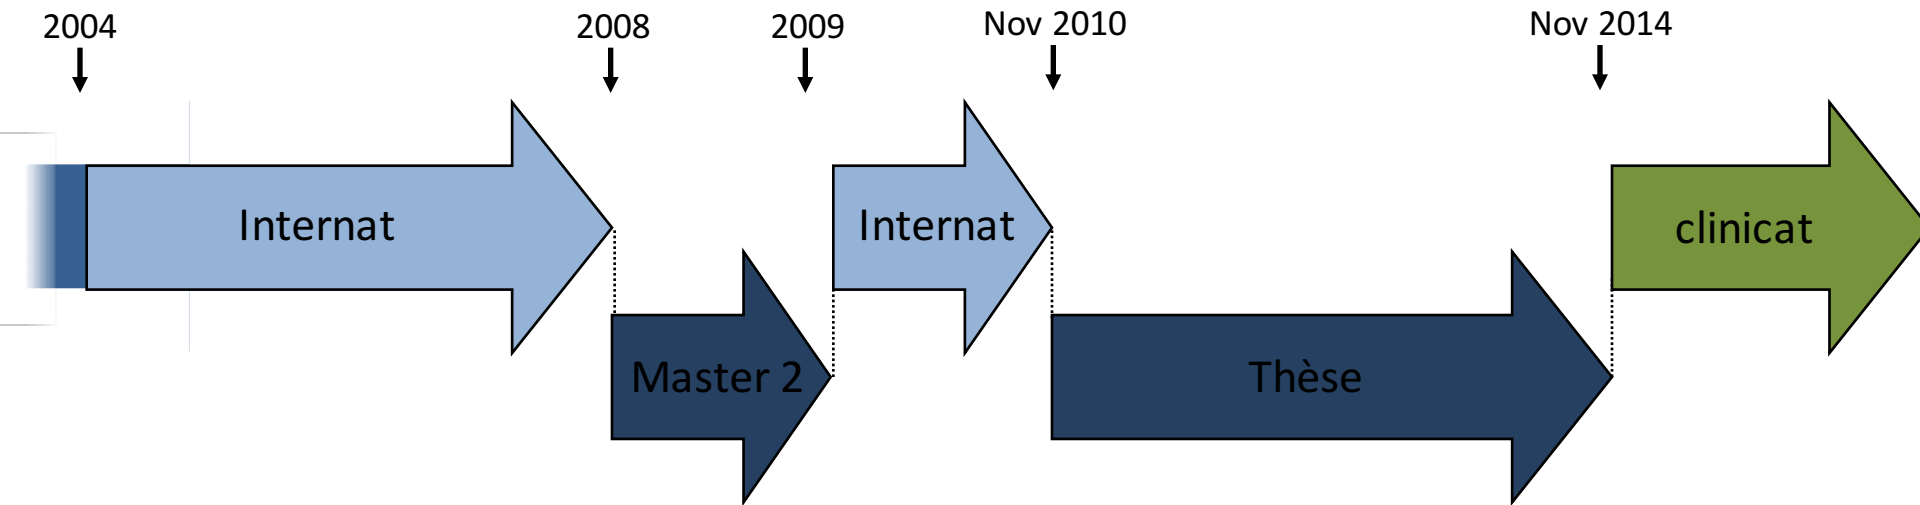 2004
2008
2009
Nov 2010
Nov 2014
Internat
Internat
clinicat
Master 2
Thèse